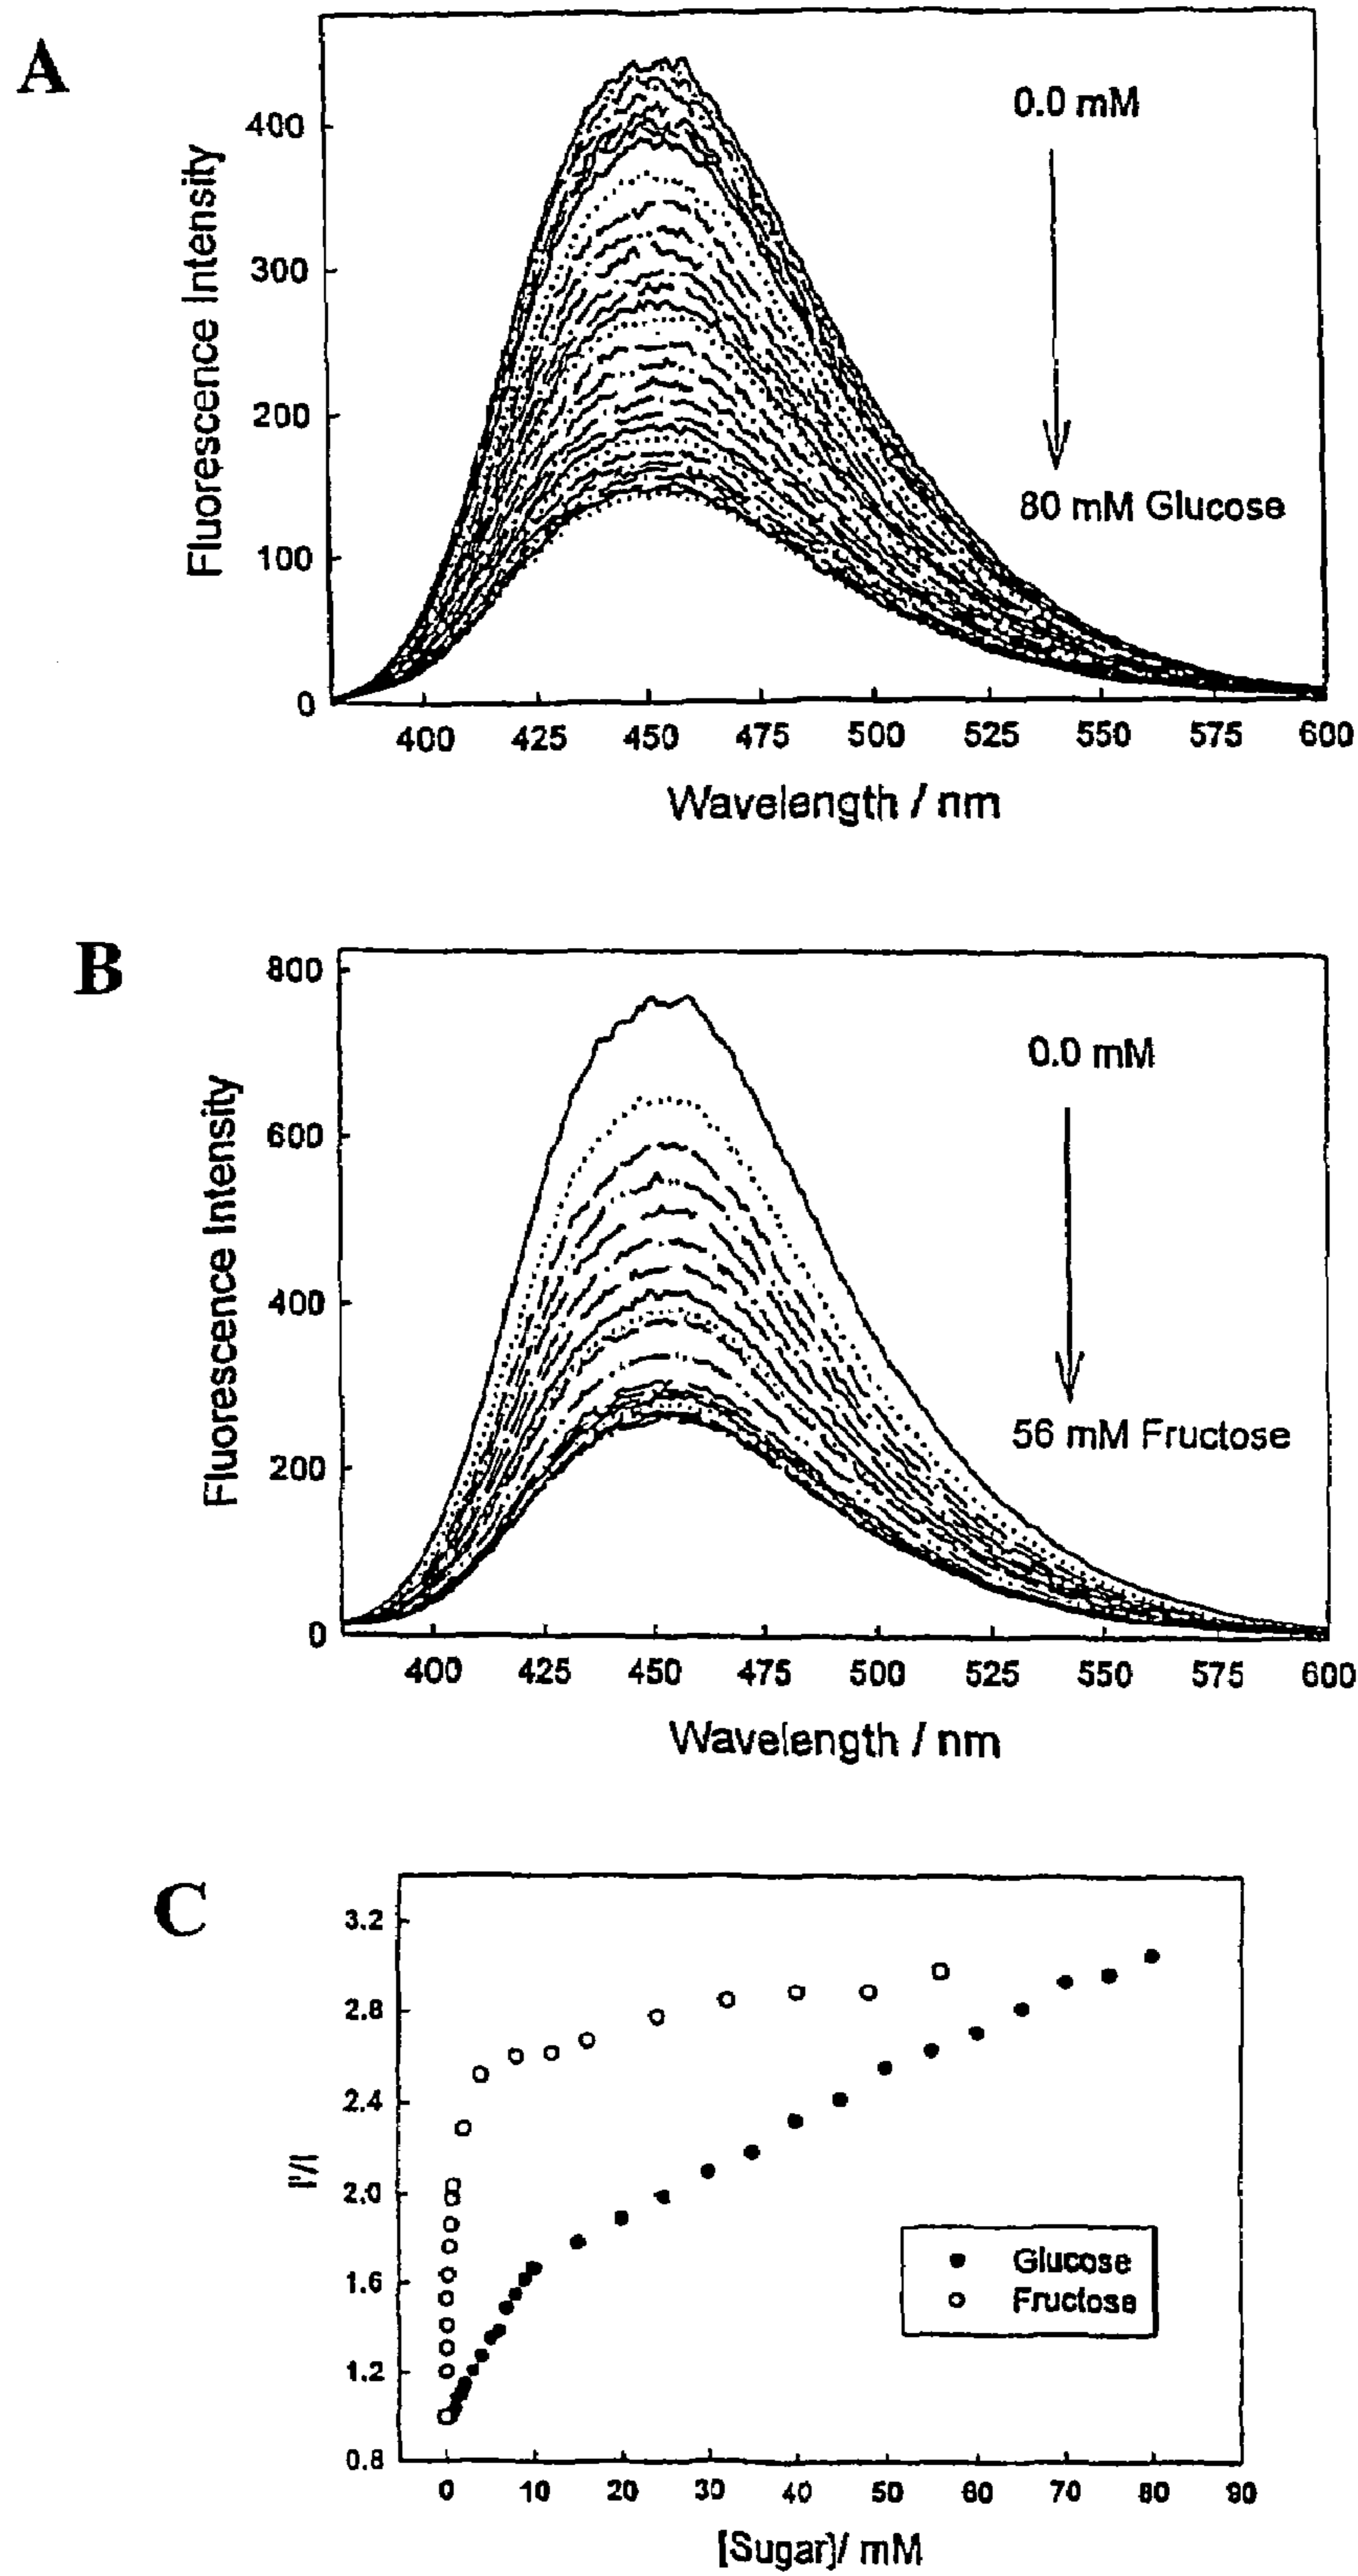 A
Fluorescence Intensity
400
300
200
100
0
0.0 mM
80 mM Glucose
400 425 450 475 500 525 550 575 600
Wavelength / nm
B
Fluorescence Intensity
800
600
400
200
0
0.0 mM
56 mM Fructose
400 425 450 475 500 525 550 575 600
Wavelength / nm
C
I'/I
3.2
2.8
2.4
2.0
1.6
1.2
0.8
Glucose
Fructose
0 10 20 30 40 50 60 70 80 90
[Sugar]/ mM